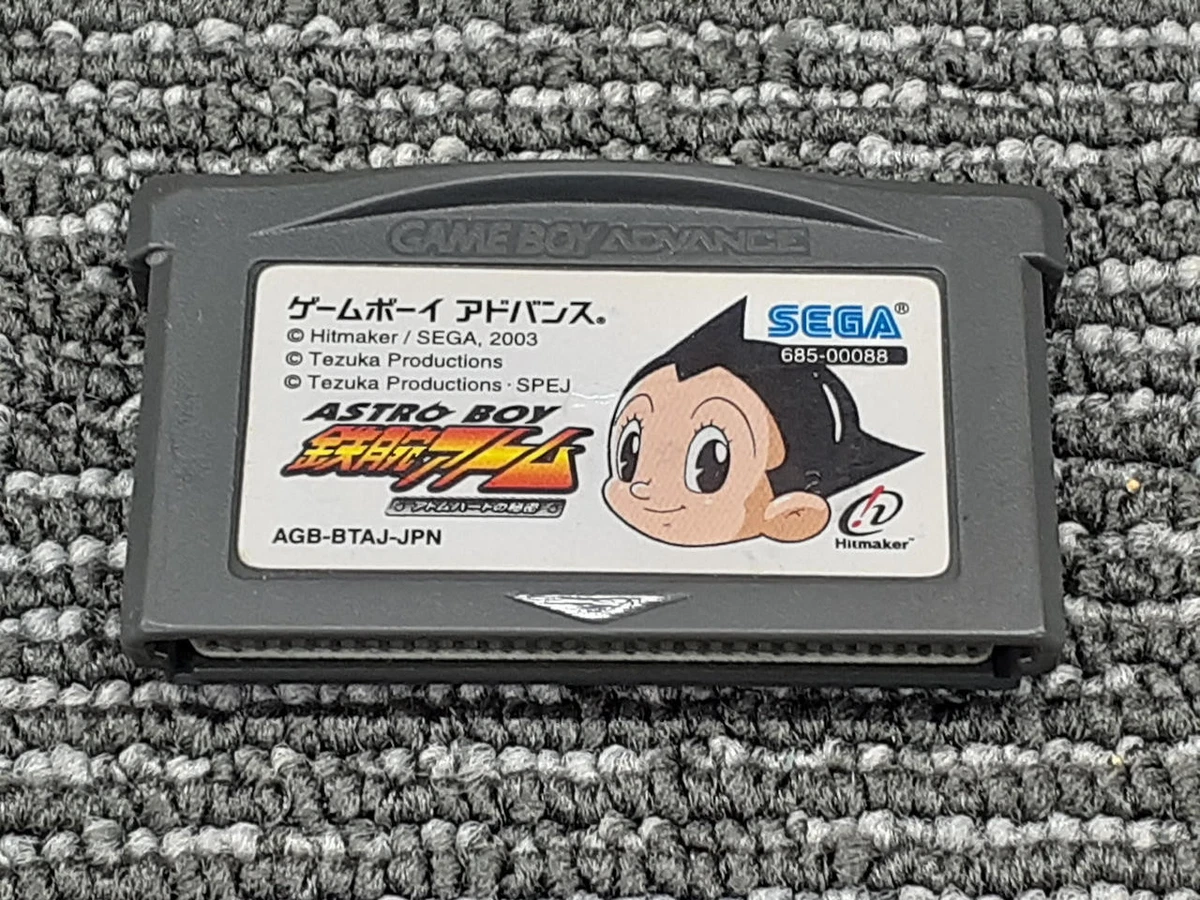 GAME BOY ADVANCE
ゲームボーイ アドバンス®
SEGA®
685-00088
© Hitmaker / SEGA, 2003
© Tezuka Productions
© Tezuka Productions・SPEJ
ASTRO BOY
鉄腕アトム
アトムハートの秘密
AGB-BTAJ-JPN
Hitmaker™